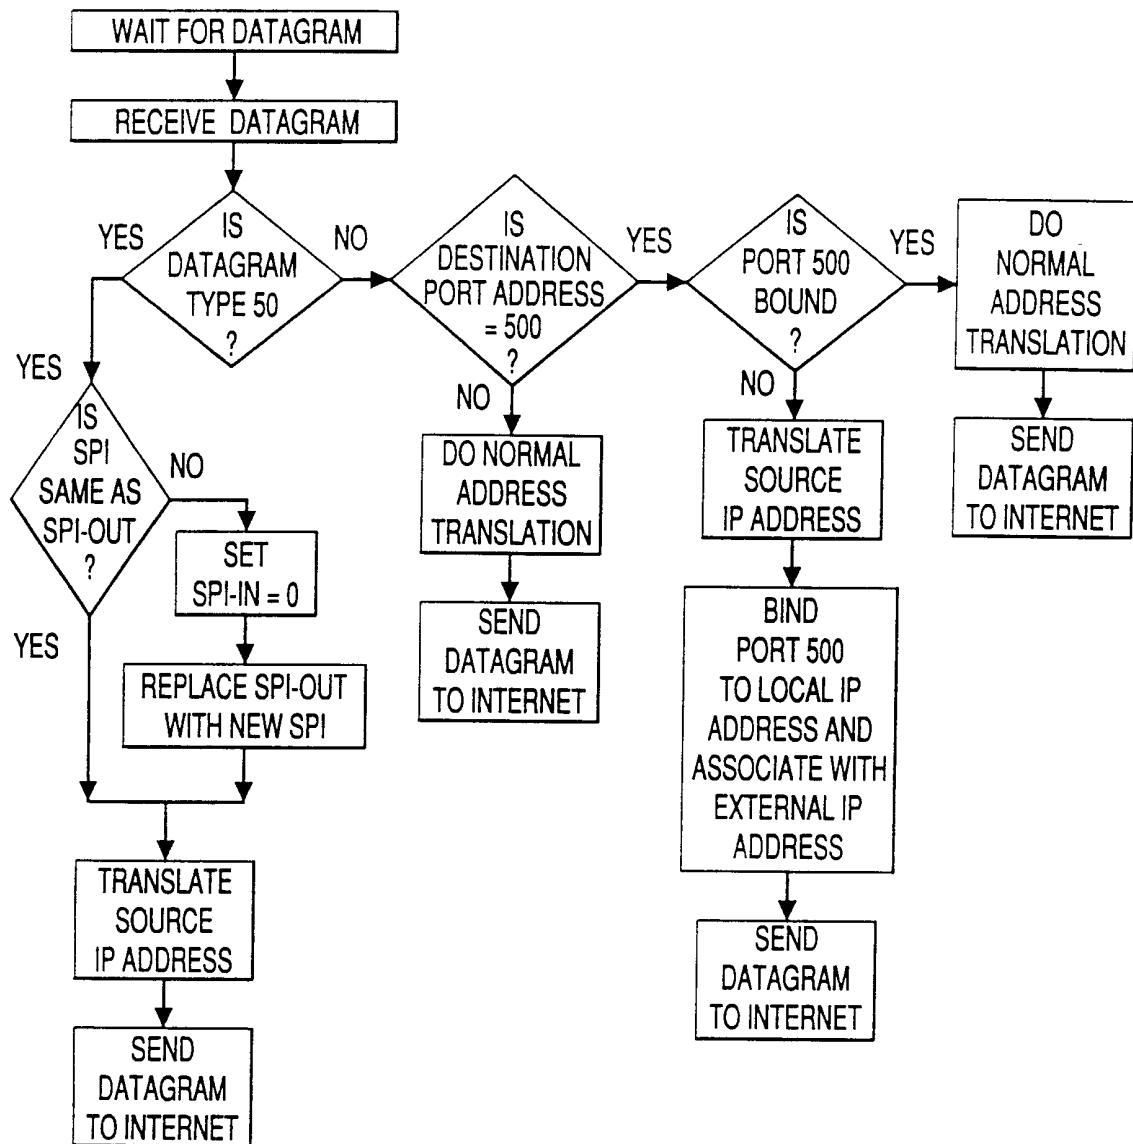 WAIT FOR DATAGRAM
RECEIVE DATAGRAM
IS
DATAGRAM
TYPE 50
?
YES
NO
IS
DESTINATION
PORT ADDRESS
= 500
?
YES
NO
IS
PORT 500
BOUND
?
YES
NO
DO
NORMAL
ADDRESS
TRANSLATION
SEND
DATAGRAM
TO INTERNET
YES
IS
SPI
SAME AS
SPI-OUT
?
NO
YES
SET
SPI-IN = 0
REPLACE SPI-OUT
WITH NEW SPI
TRANSLATE
SOURCE
IP ADDRESS
SEND
DATAGRAM
TO INTERNET
DO NORMAL
ADDRESS
TRANSLATION
SEND
DATAGRAM
TO INTERNET
TRANSLATE
SOURCE
IP ADDRESS
BIND
PORT 500
TO LOCAL IP
ADDRESS AND
ASSOCIATE WITH
EXTERNAL IP
ADDRESS
SEND
DATAGRAM
TO INTERNET